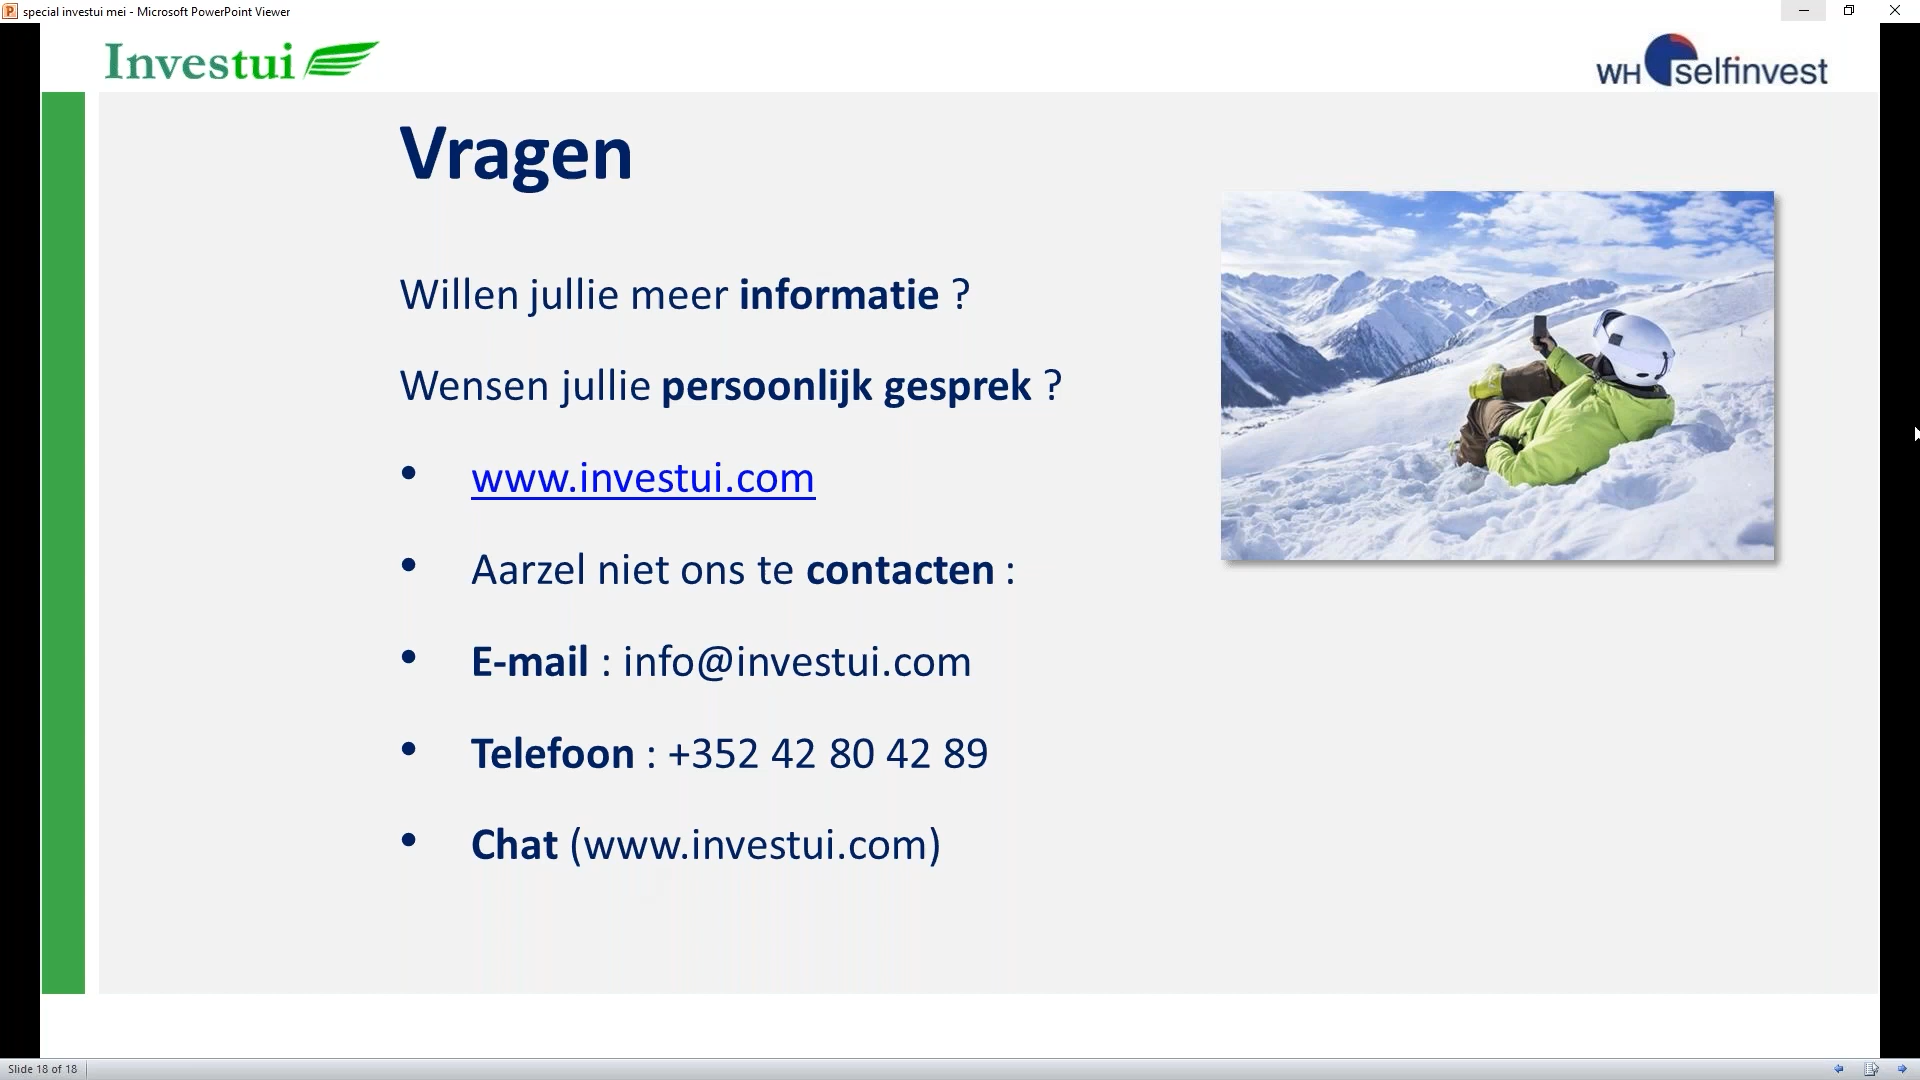 special investui mei - Microsoft PowerPoint Viewer
Investui
WH selfinvest
Vragen
Willen jullie meer informatie ?
Wensen jullie persoonlijk gesprek ?
• www.investui.com
• Aarzel niet ons te contacten :
• E-mail : info@investui.com
• Telefoon : +352 42 80 42 89
• Chat (www.investui.com)
Slide 18 of 18